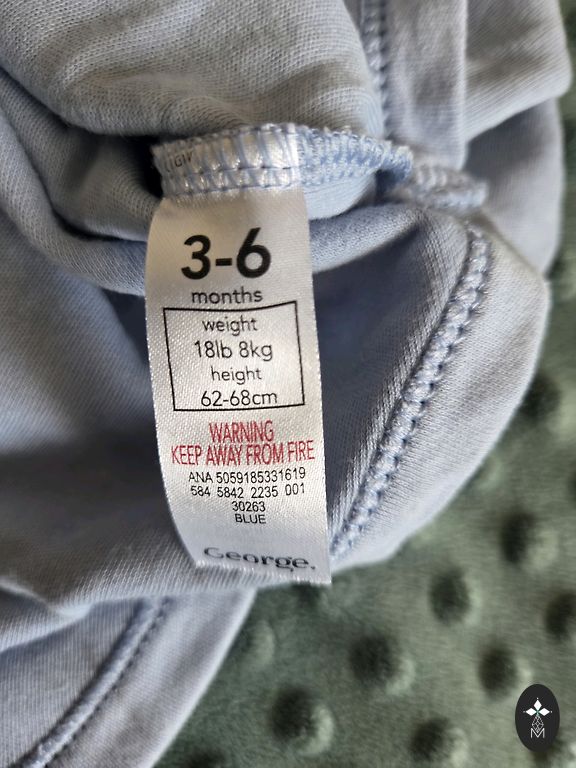 3-6
months
weight
18lb 8kg
height
62-68cm
WARNING
KEEP AWAY FROM FIRE
ANA 5059185331619
584 5842 2235 001
30263
BLUE
George.
M